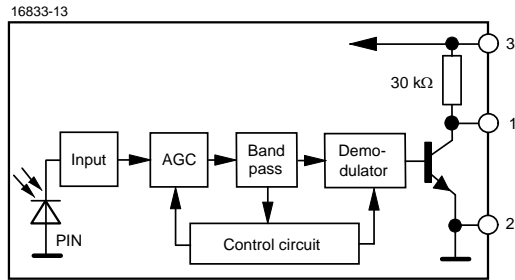 16833-13
3
30 kΩ
1
Input
AGC
Band
pass
Demo-
dulator
2
PIN
Control circuit